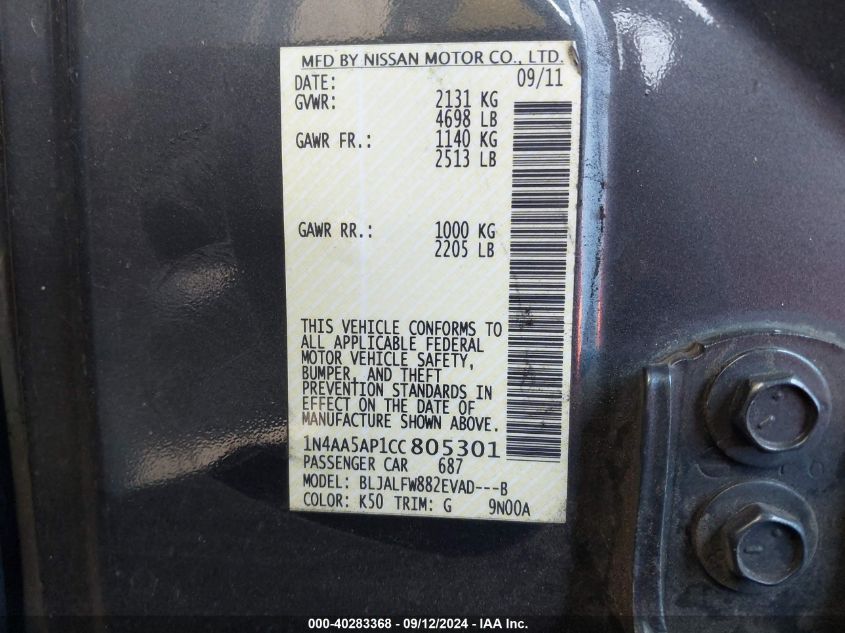 MFD BY NISSAN MOTOR CO., LTD.
DATE: 09/11
GVWR: 2131 KG
4698 LB
GAWR FR.: 1140 KG
2513 LB
GAWR RR.: 1000 KG
2205 LB
THIS VEHICLE CONFORMS TO
ALL APPLICABLE FEDERAL
MOTOR VEHICLE SAFETY,
BUMPER, AND THEFT
PREVENTION STANDARDS IN
EFFECT ON THE DATE OF
MANUFACTURE SHOWN ABOVE.
1N4AA5AP1CC805301
PASSENGER CAR 687
MODEL: BLJALFW882EVAD---B
COLOR: K50 TRIM: G 9N00A
000-40283368 - 09/12/2024 - IAA Inc.